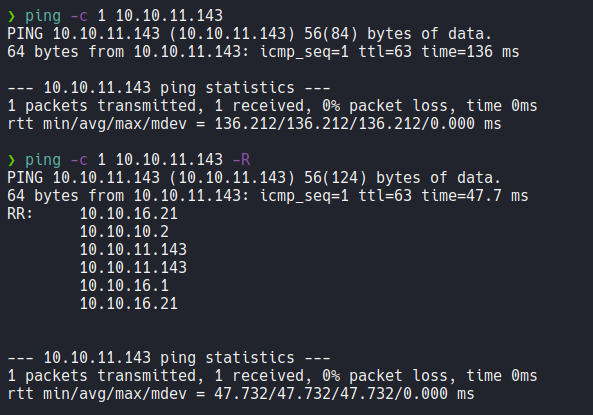 ❯ ping -c 1 10.10.11.143
PING 10.10.11.143 (10.10.11.143) 56(84) bytes of data.
64 bytes from 10.10.11.143: icmp_seq=1 ttl=63 time=136 ms

--- 10.10.11.143 ping statistics ---
1 packets transmitted, 1 received, 0% packet loss, time 0ms
rtt min/avg/max/mdev = 136.212/136.212/136.212/0.000 ms

❯ ping -c 1 10.10.11.143 -R
PING 10.10.11.143 (10.10.11.143) 56(124) bytes of data.
64 bytes from 10.10.11.143: icmp_seq=1 ttl=63 time=47.7 ms
RR:     10.10.16.21
        10.10.10.2
        10.10.11.143
        10.10.11.143
        10.10.16.1
        10.10.16.21

--- 10.10.11.143 ping statistics ---
1 packets transmitted, 1 received, 0% packet loss, time 0ms
rtt min/avg/max/mdev = 47.732/47.732/47.732/0.000 ms